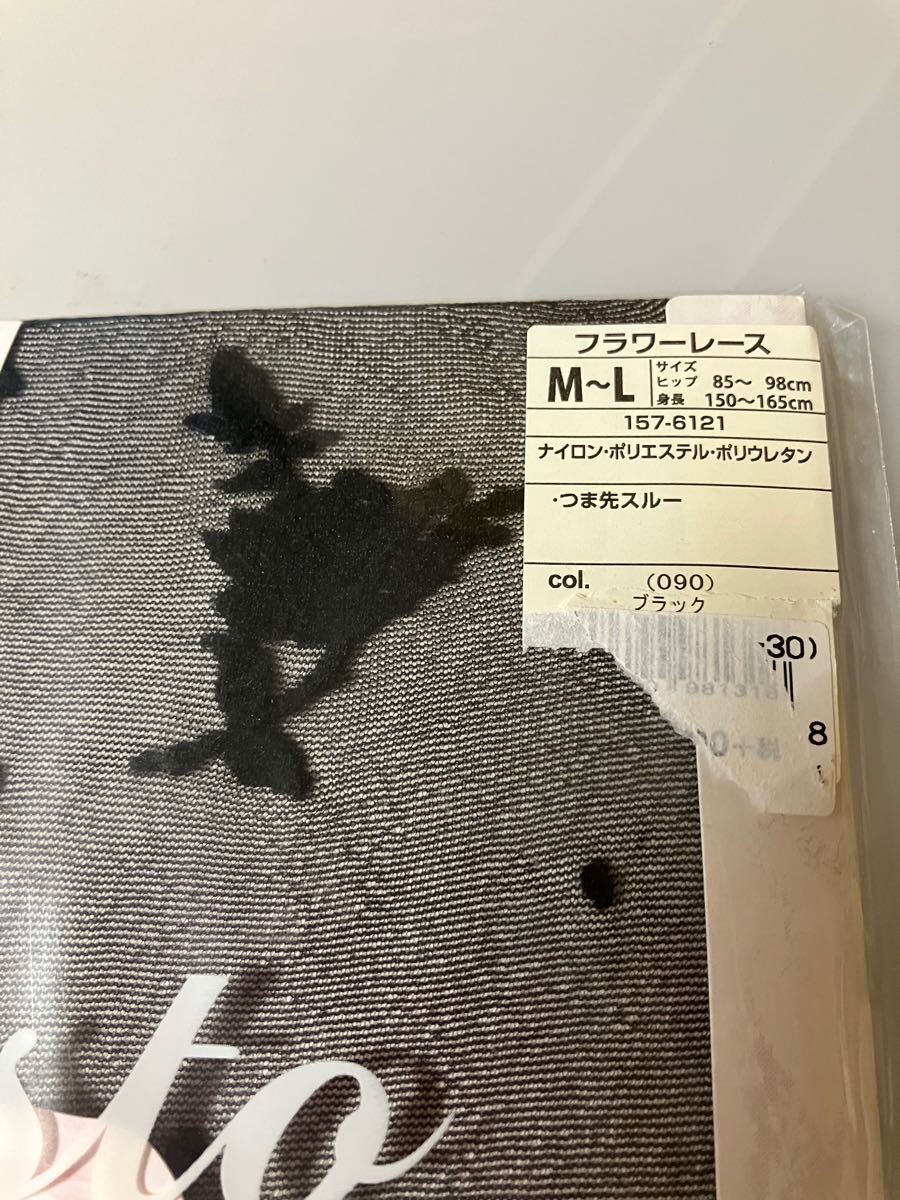 フラワーレース
M～L
サイズ
ヒップ 85～ 98cm
身長 150～165cm
157-6121
ナイロン・ポリエステル・ポリウレタン
・つま先スルー
col. (090)
ブラック
30)
981318
8
sto